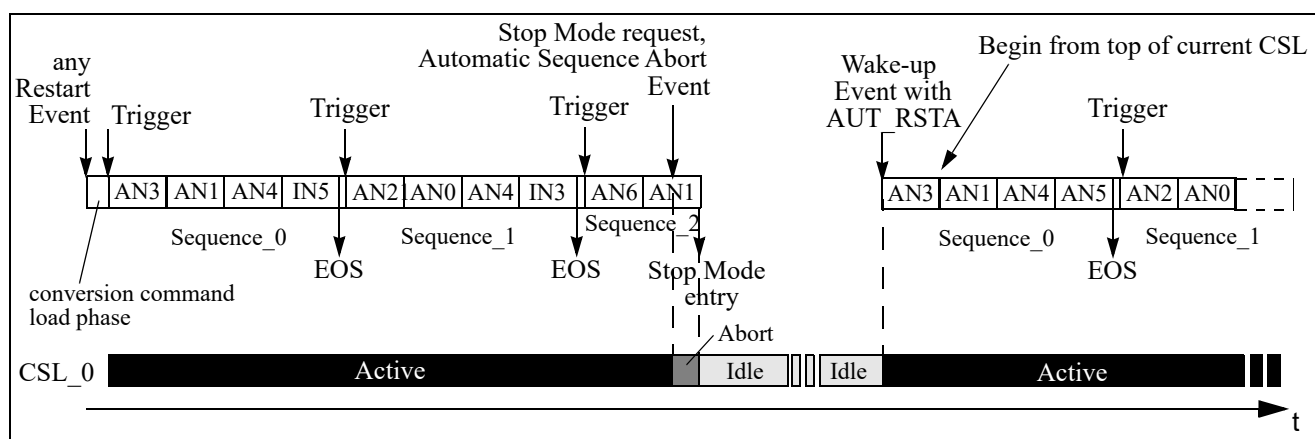 Stop Mode request,
Automatic Sequence Abort
Event
any
Restart
Event
Trigger
Trigger
Trigger
Wake-up
Event with
AUT_RSTA
Begin from top of current CSL
Trigger
AN3 AN1 AN4 IN5 AN21 AN0 AN4 IN3 AN6 AN1
AN3 AN1 AN4 AN5 AN2 AN0
Sequence_0
Sequence_1
Sequence_2
Sequence_0
Sequence_1
EOS
EOS
EOS
Stop Mode
entry
conversion command
load phase
Abort
CSL_0
Active
Idle
Idle
Active
t